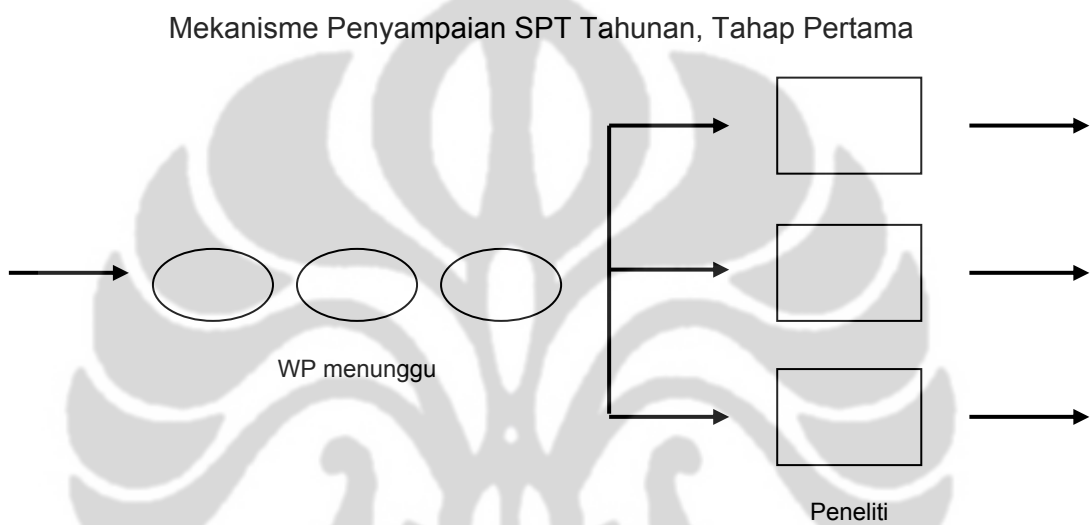 Mekanisme Penyampaian SPT Tahunan, Tahap Pertama
WP menunggu
Peneliti